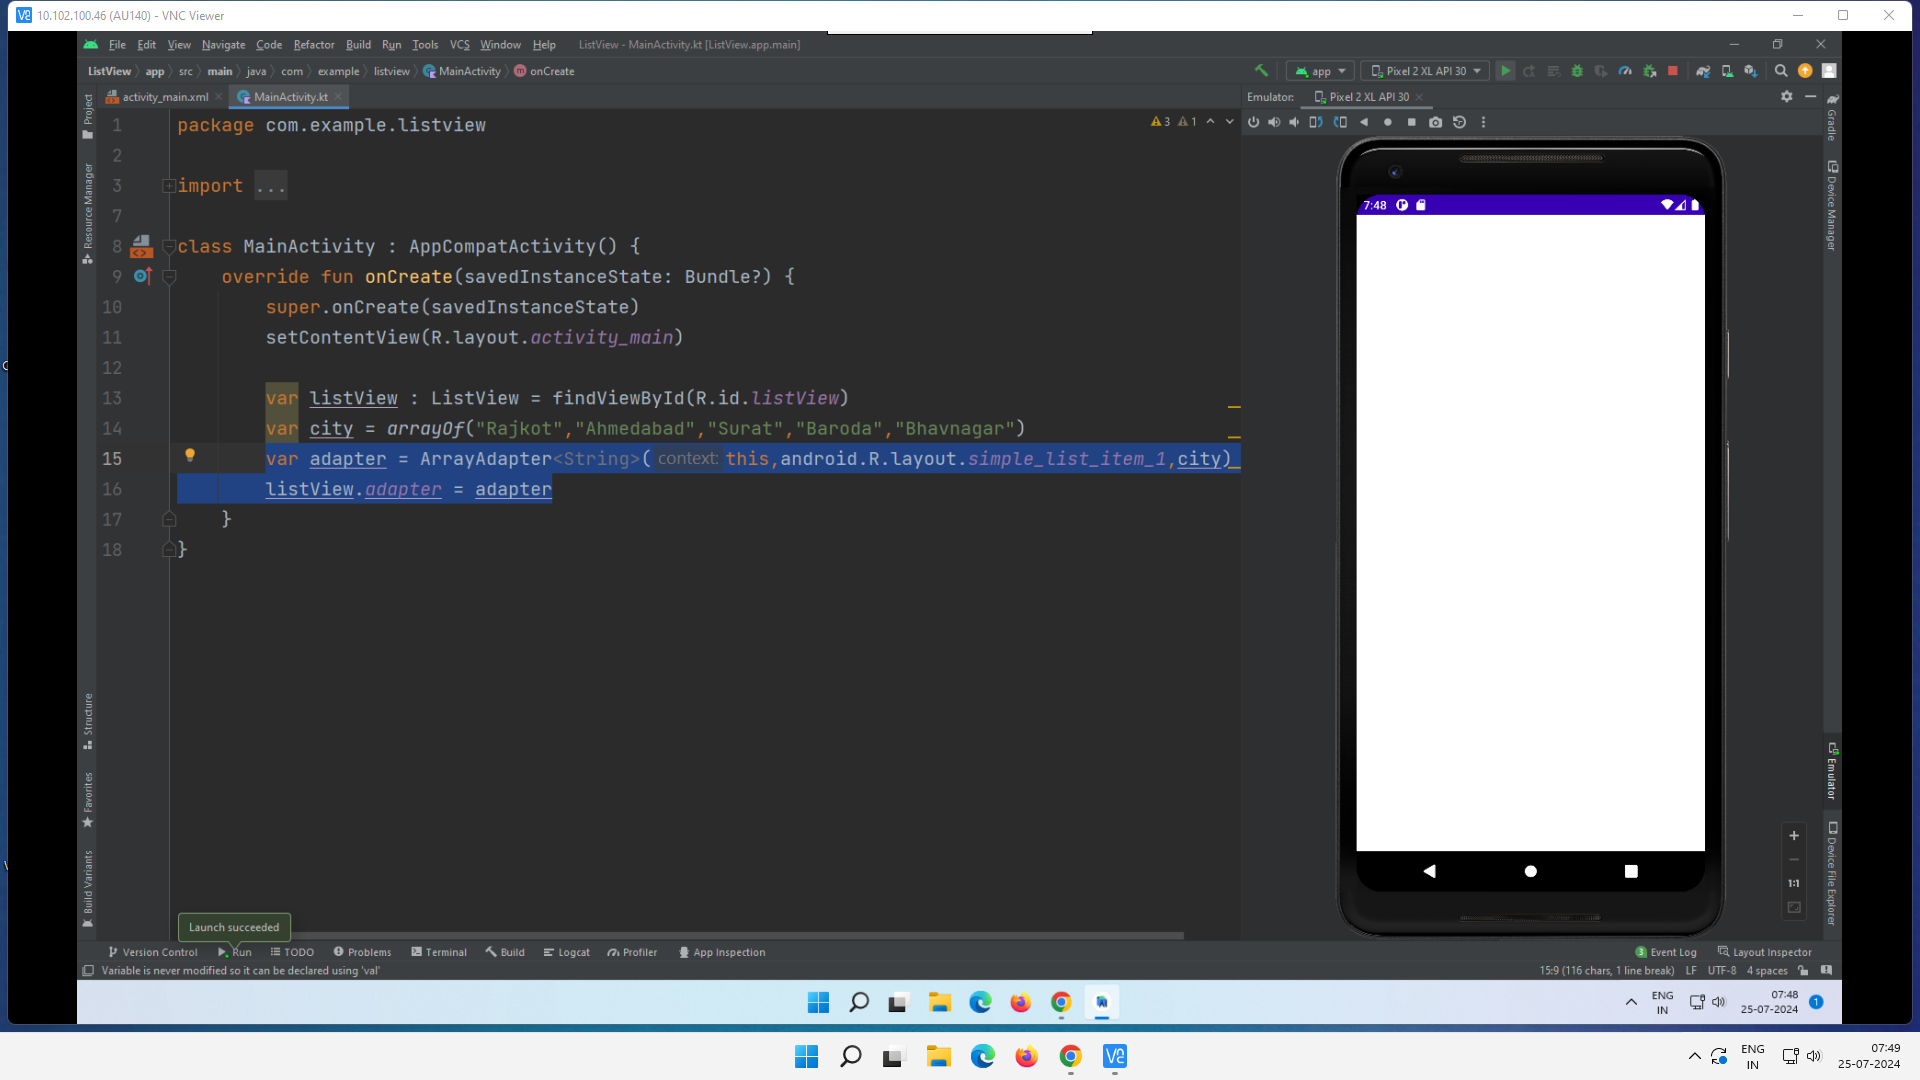 10.102.100.46 (AU140) - VNC Viewer
File Edit View Navigate Code Refactor Build Run Tools VCS Window Help ListView - MainActivity.kt [ListView.app.main]
ListView app src main java com example listview MainActivity onCreate
app Pixel 2 XL API 30
activity_main.xml MainActivity.kt
Emulator: Pixel 2 XL API 30
Project
Resource Manager
Structure
Favorites
Build Variants
1 package com.example.listview
3 1
2
3 import ...
7
8 class MainActivity : AppCompatActivity() {
9 override fun onCreate(savedInstanceState: Bundle?) {
10 super.onCreate(savedInstanceState)
11 setContentView(R.layout.activity_main)
12
13 var listView : ListView = findViewById(R.id.listView)
14 var city = arrayOf("Rajkot","Ahmedabad","Surat","Baroda","Bhavnagar")
15 var adapter = ArrayAdapter<String>( context: this,android.R.layout.simple_list_item_1,city)
16 listView.adapter = adapter
17 }
18 }
7:48
1:1
Gradle
Device Manager
Emulator
Device File Explorer
Launch succeeded
Version Control Run TODO Problems Terminal Build Logcat Profiler App Inspection
3 Event Log Layout Inspector
Variable is never modified so it can be declared using 'val'
15:9 (116 chars, 1 line break) LF UTF-8 4 spaces
ENG
IN
07:48
25-07-2024
1
VC
ENG
IN
07:49
25-07-2024